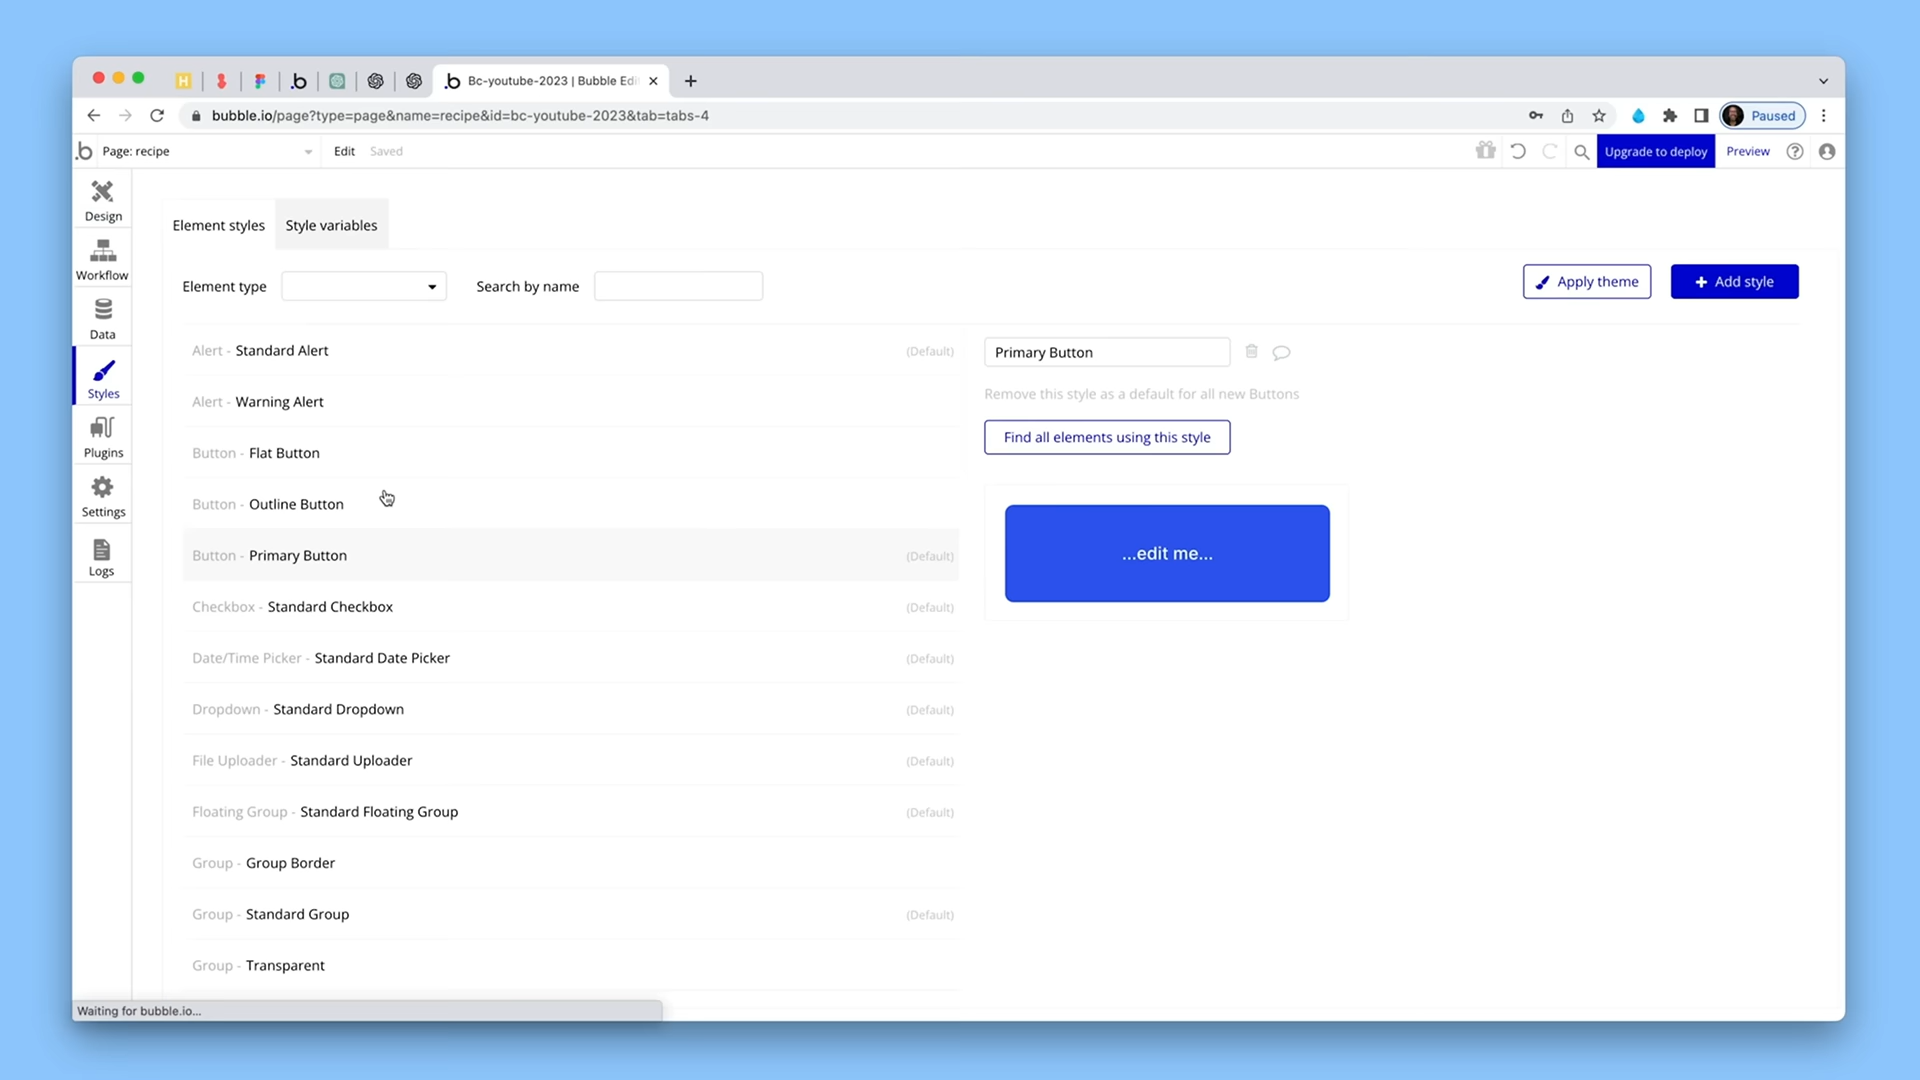 H
.b
.b Bc-youtube-2023 | Bubble Edi
bubble.io/page?type=page&name=recipe&id=bc-youtube-2023&tab=tabs-4
Paused
.b Page: recipe
Edit
Saved
Upgrade to deploy
Preview
Design
Workflow
Data
Styles
Plugins
Settings
Logs
Element styles
Style variables
Element type
Search by name
Apply theme
Add style
Alert - Standard Alert (Default)
Alert - Warning Alert
Button - Flat Button
Button - Outline Button
Button - Primary Button (Default)
Checkbox - Standard Checkbox (Default)
Date/Time Picker - Standard Date Picker (Default)
Dropdown - Standard Dropdown (Default)
File Uploader - Standard Uploader (Default)
Floating Group - Standard Floating Group (Default)
Group - Group Border
Group - Standard Group (Default)
Group - Transparent
Primary Button
Remove this style as a default for all new Buttons
Find all elements using this style
...edit me...
Waiting for bubble.io...